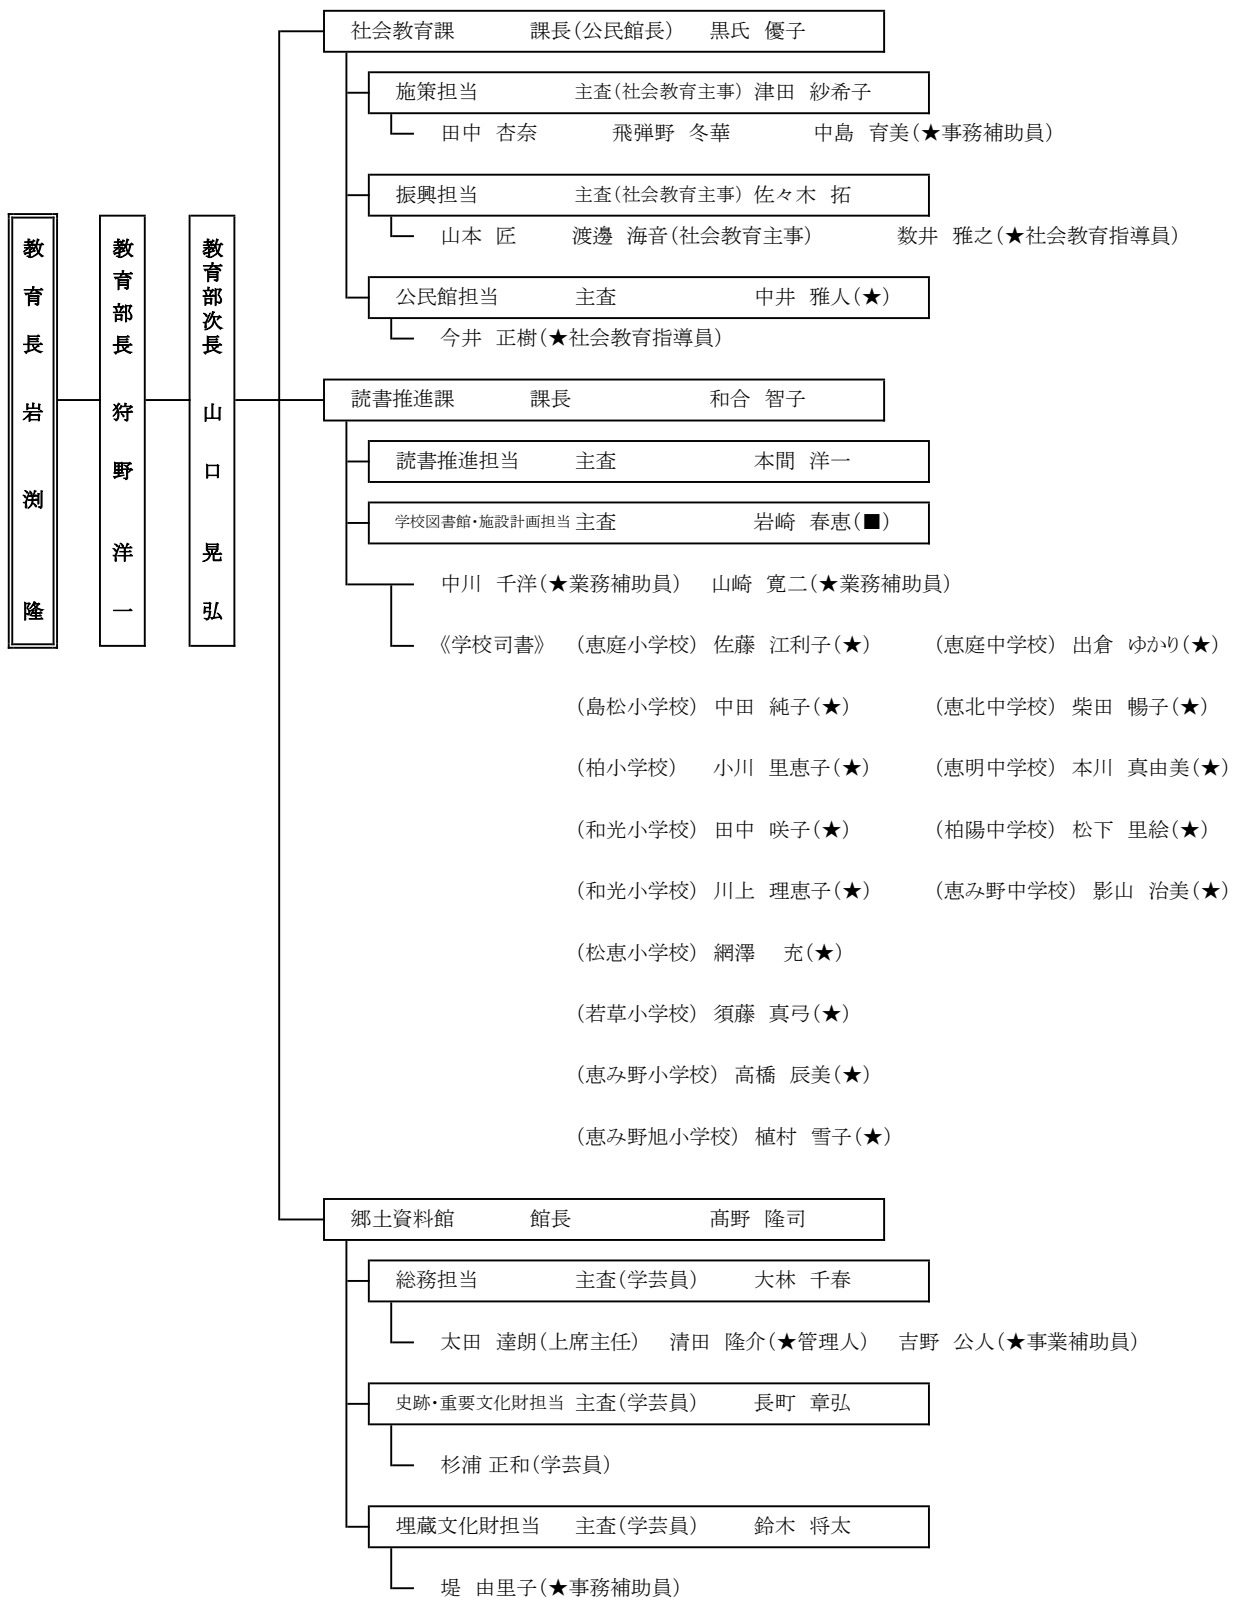 教育長 岩渕 隆
教育部長 狩野 洋一
教育部次長 山口 晃弘
社会教育課 課長(公民館長) 黒氏 優子
施策担当 主査(社会教育主事) 津田 紗希子
田中 杏奈 飛弾野 冬華 中島 育美(★事務補助員)
振興担当 主査(社会教育主事) 佐々木 拓
山本 匠 渡邊 海音(社会教育主事) 数井 雅之(★社会教育指導員)
公民館担当 主査 中井 雅人(★)
今井 正樹(★社会教育指導員)
読書推進課 課長 和合 智子
読書推進担当 主査 本間 洋一
学校図書館・施設計画担当 主査 岩崎 春恵(■)
中川 千洋(★業務補助員) 山崎 寛二(★業務補助員)
《学校司書》 (恵庭小学校) 佐藤 江利子(★) (恵庭中学校) 出倉 ゆかり(★)
(島松小学校) 中田 純子(★) (恵北中学校) 柴田 暢子(★)
(柏小学校) 小川 里恵子(★) (恵明中学校) 本川 真由美(★)
(和光小学校) 田中 咲子(★) (柏陽中学校) 松下 里絵(★)
(和光小学校) 川上 理恵子(★) (恵み野中学校) 影山 治美(★)
(松恵小学校) 網澤 充(★)
(若草小学校) 須藤 真弓(★)
(恵み野小学校) 高橋 辰美(★)
(恵み野旭小学校) 植村 雪子(★)
郷土資料館 館長 髙野 隆司
総務担当 主査(学芸員) 大林 千春
太田 達朗(上席主任) 清田 隆介(★管理人) 吉野 公人(★事業補助員)
史跡・重要文化財担当 主査(学芸員) 長町 章弘
杉浦 正和(学芸員)
埋蔵文化財担当 主査(学芸員) 鈴木 将太
堤 由里子(★事務補助員)